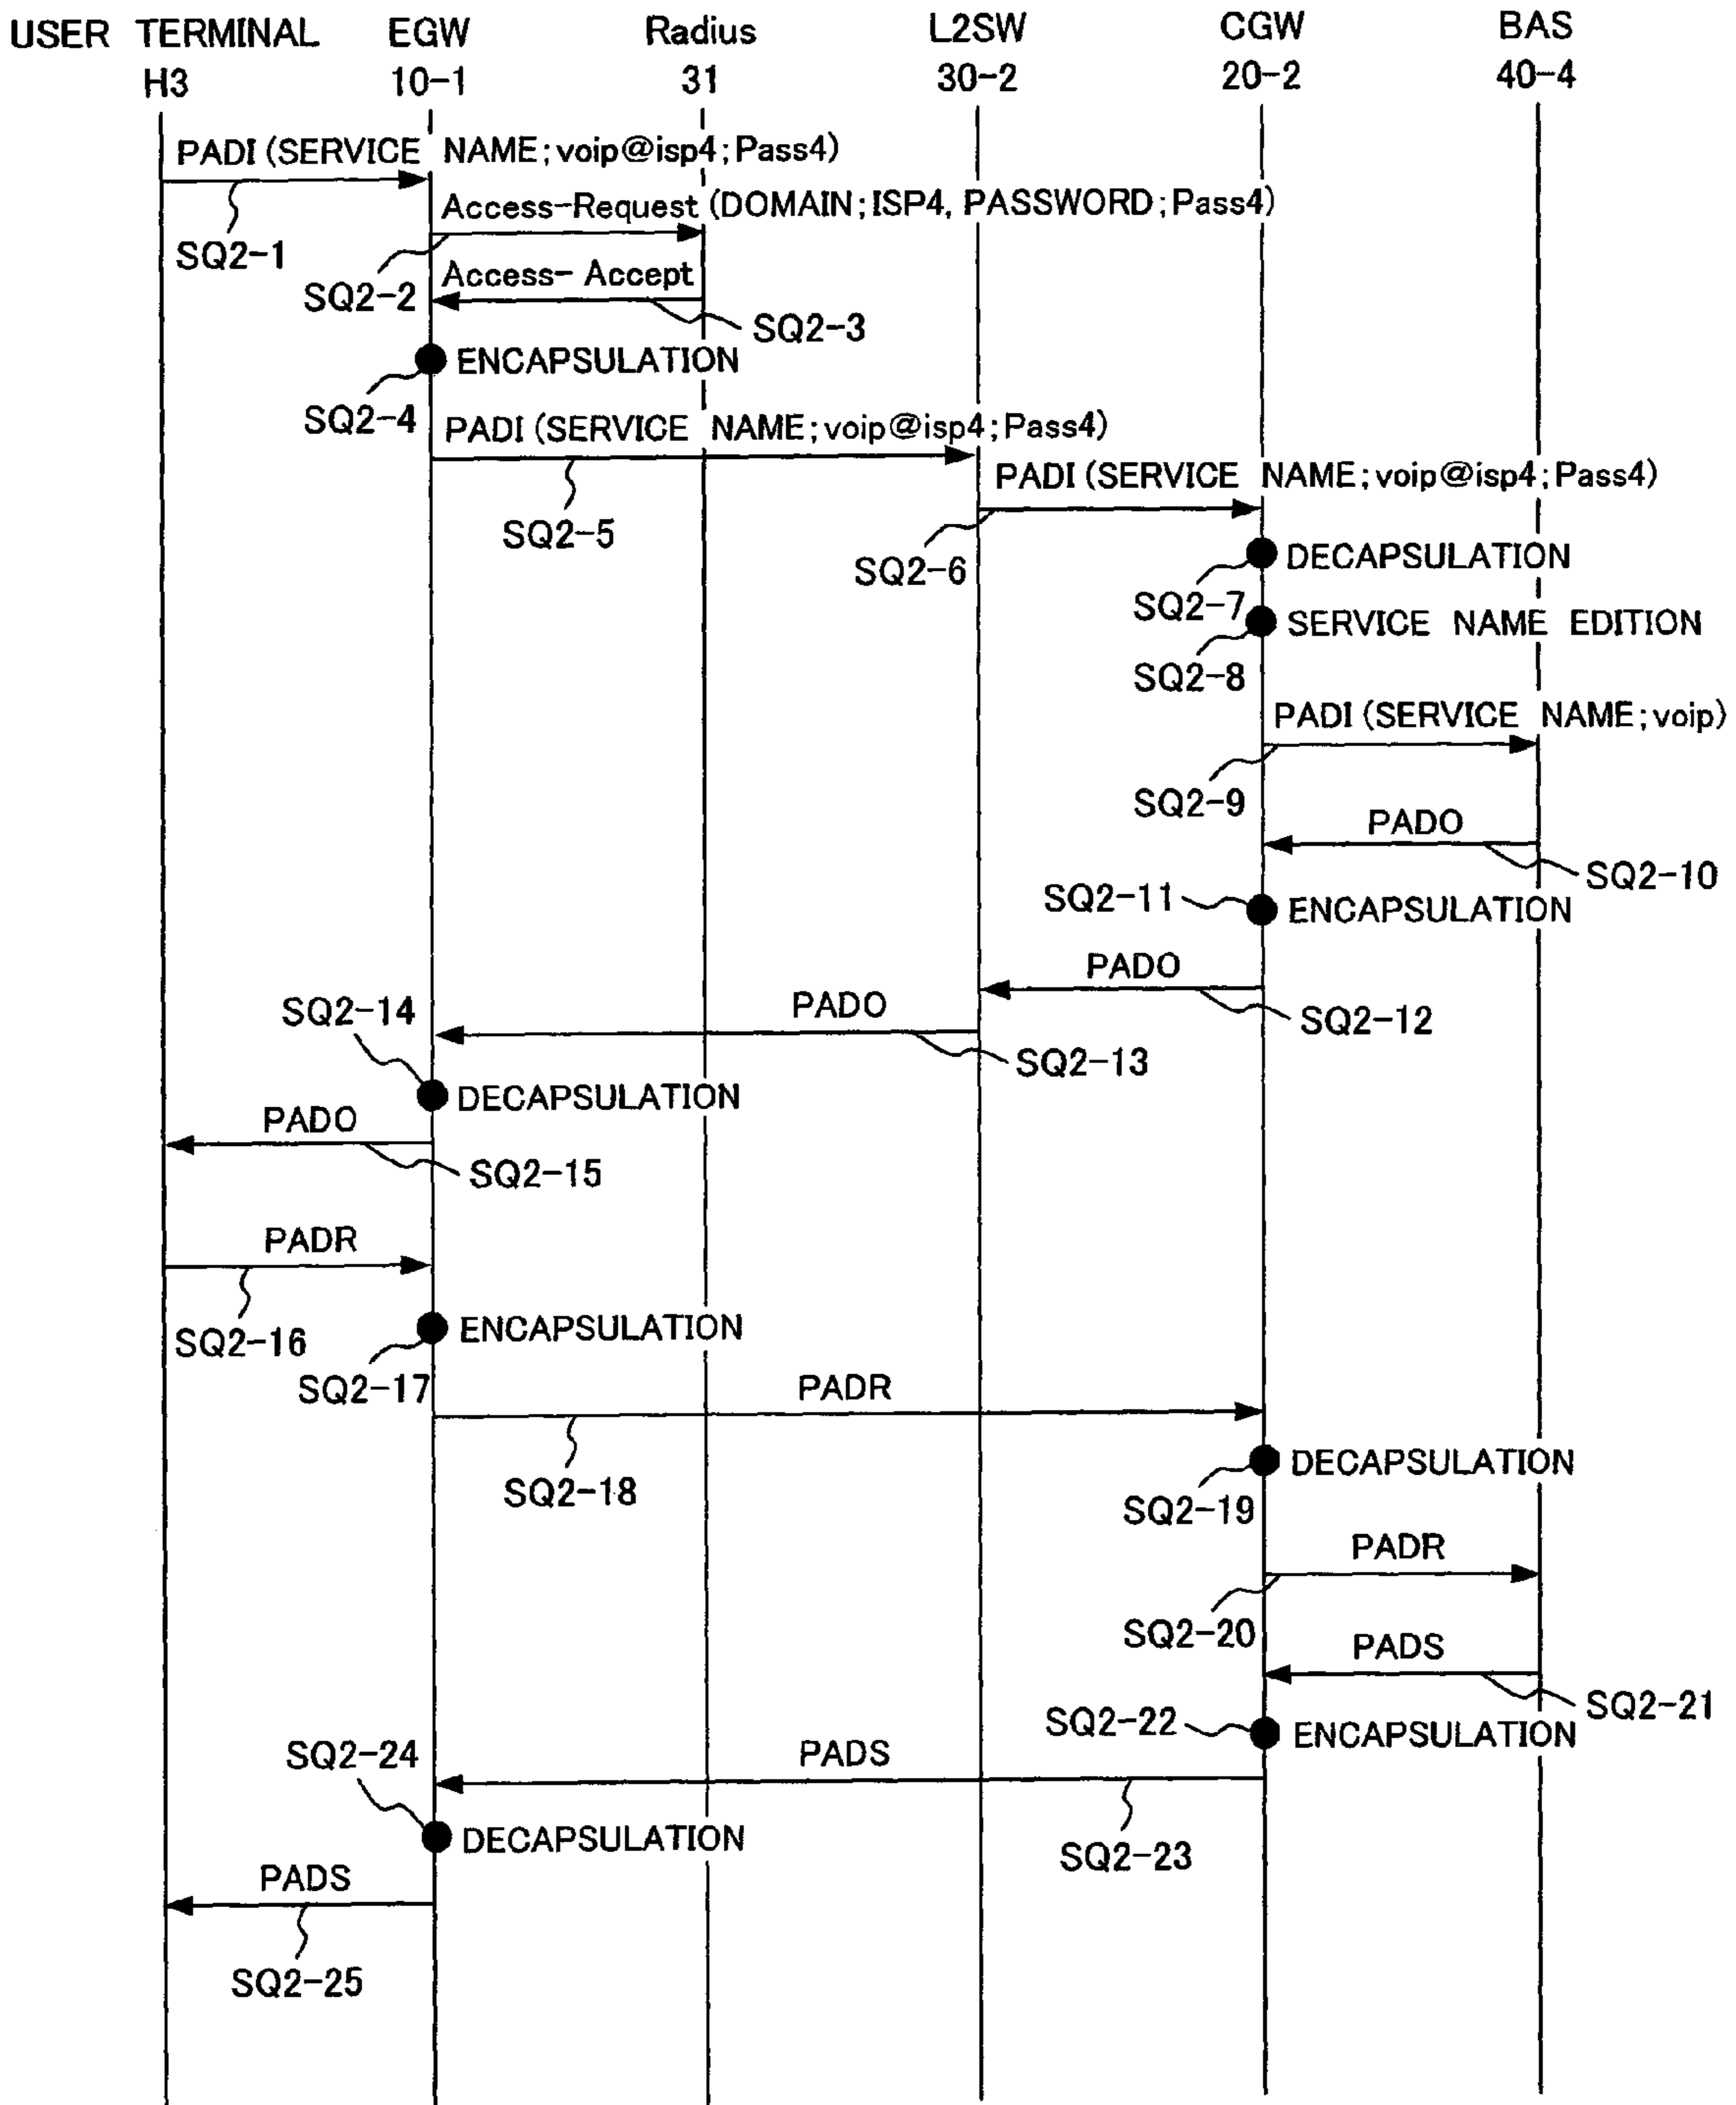 USER TERMINAL EGW Radius L2SW CGW BAS
H3 10-1 31 30-2 20-2 40-4
PADI (SERVICE NAME;voip@isp4;Pass4)
SQ2-1
Access-Request (DOMAIN;ISP4, PASSWORD;Pass4)
SQ2-2
Access- Accept
SQ2-3
ENCAPSULATION
SQ2-4
PADI (SERVICE NAME;voip@isp4;Pass4)
SQ2-5
PADI (SERVICE NAME;voip@isp4;Pass4)
SQ2-6
DECAPSULATION
SQ2-7
SERVICE NAME EDITION
SQ2-8
PADI (SERVICE NAME;voip)
SQ2-9
PADO
SQ2-10
SQ2-11
ENCAPSULATION
PADO
SQ2-12
PADO
SQ2-13
SQ2-14
DECAPSULATION
PADO
SQ2-15
PADR
SQ2-16
ENCAPSULATION
SQ2-17
PADR
SQ2-18
DECAPSULATION
SQ2-19
PADR
SQ2-20
PADS
SQ2-21
SQ2-22
ENCAPSULATION
PADS
SQ2-23
SQ2-24
DECAPSULATION
PADS
SQ2-25